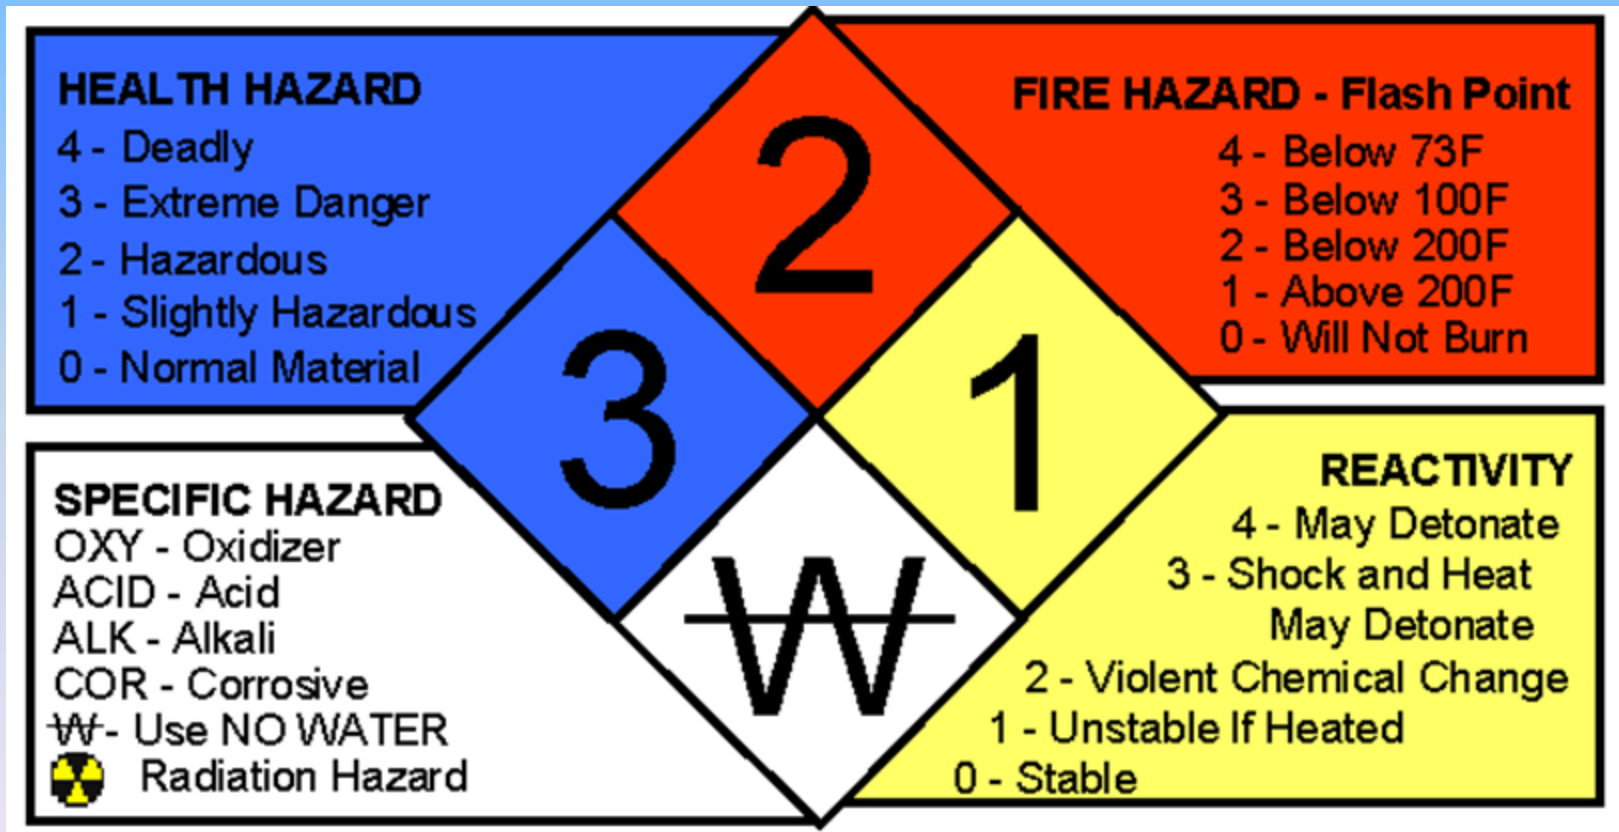 HEALTH HAZARD
4 - Deadly
3 - Extreme Danger
2 - Hazardous
1 - Slightly Hazardous
0 - Normal Material
FIRE HAZARD - Flash Point
4 - Below 73F
3 - Below 100F
2 - Below 200F
1 - Above 200F
0 - Will Not Burn
2
3
1
W
SPECIFIC HAZARD
OXY - Oxidizer
ACID - Acid
ALK - Alkali
COR - Corrosive
W - Use NO WATER
Radiation Hazard
REACTIVITY
4 - May Detonate
3 - Shock and Heat
May Detonate
2 - Violent Chemical Change
1 - Unstable If Heated
0 - Stable